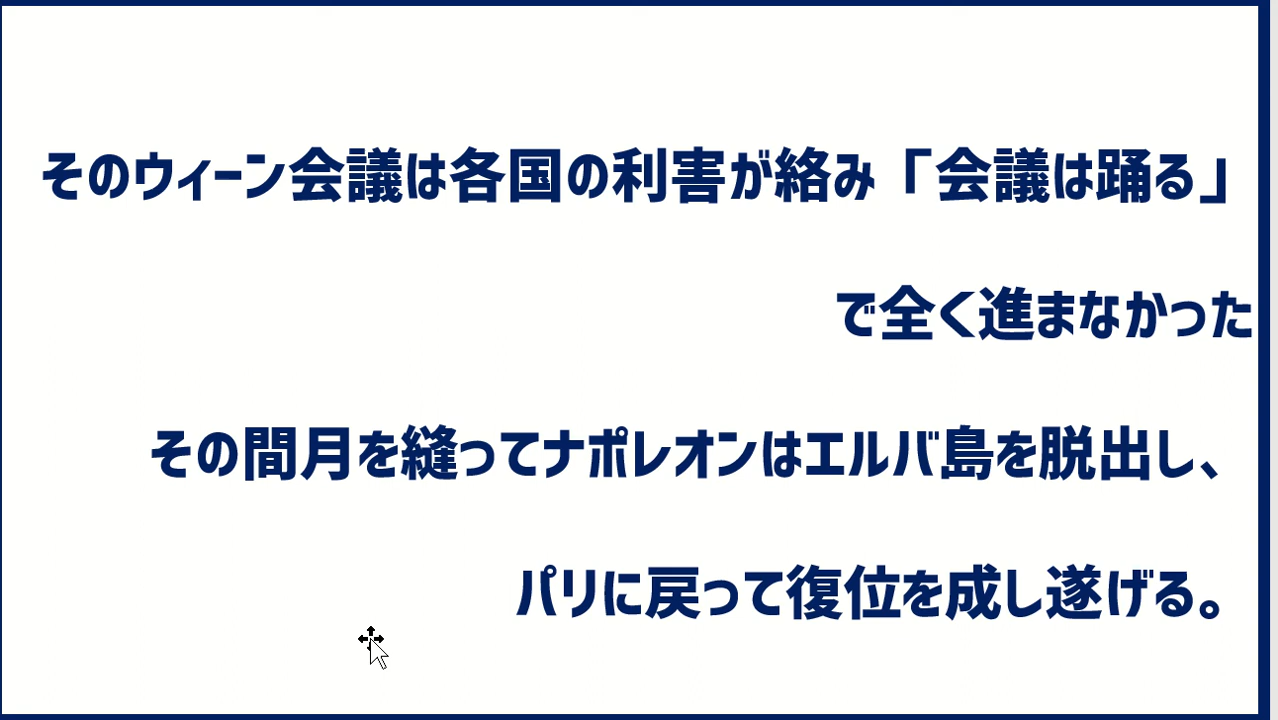 そのウィーン会議は各国の利害が絡み「会議は踊る」
で全く進まなかった
その間月を縫ってナポレオンはエルバ島を脱出し、
パリに戻って復位を成し遂げる。